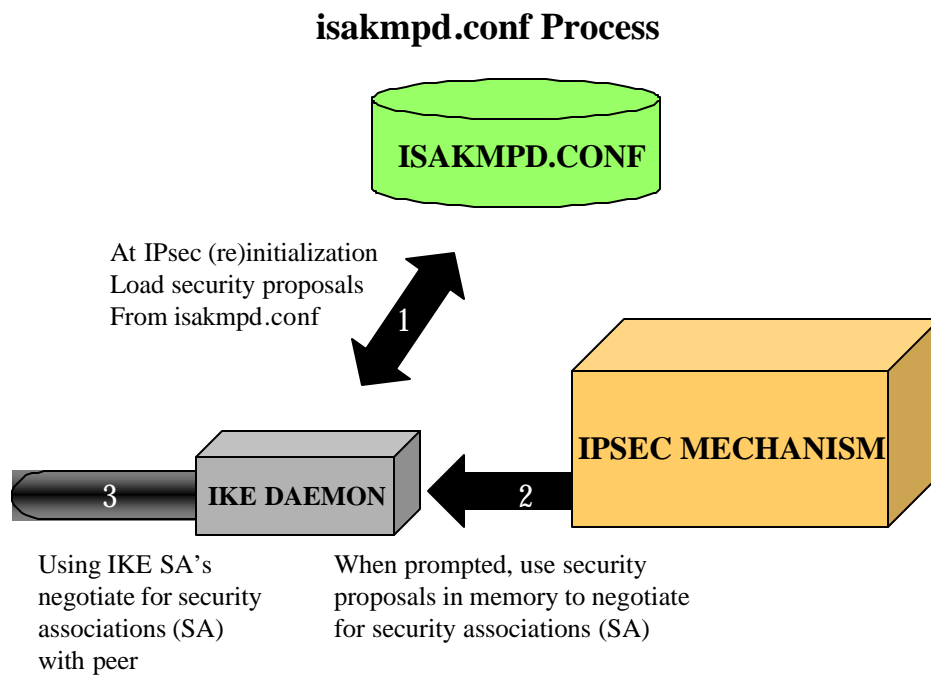 isakmpd.conf Process
ISAKMPD.CONF
At IPsec (re)initialization
Load security proposals
From isakmpd.conf
1
IPSEC MECHANISM
3
IKE DAEMON
2
Using IKE SA’s
negotiate for security
associations (SA)
with peer
When prompted, use security
proposals in memory to negotiate
for security associations (SA)